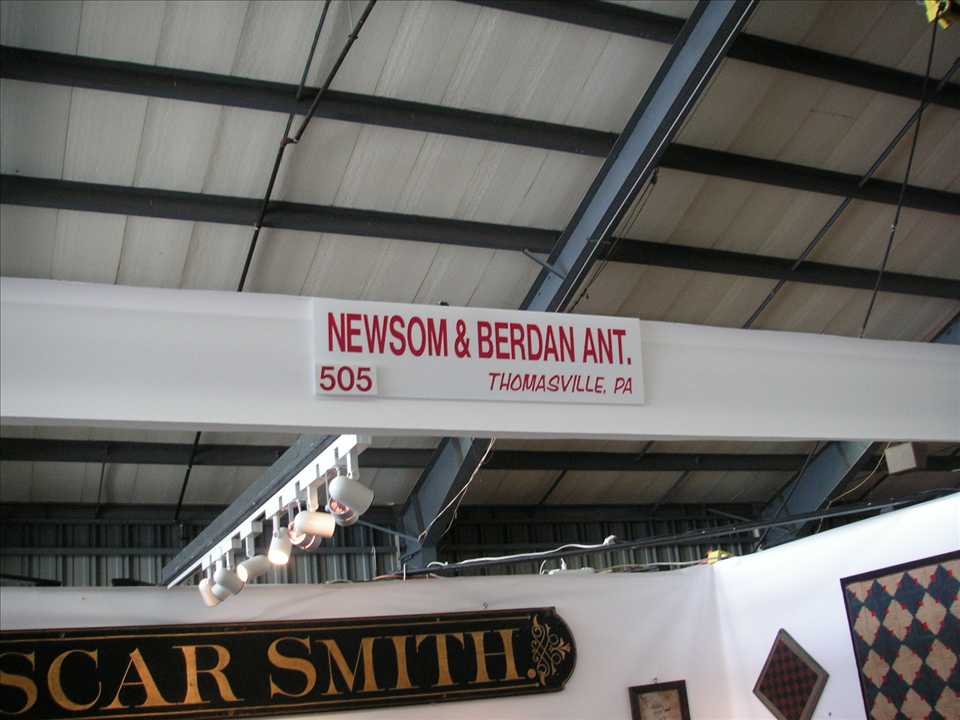 NEWSOM & BERDAN ANT.
505 THOMASVILLE, PA
SCAR SMITH.